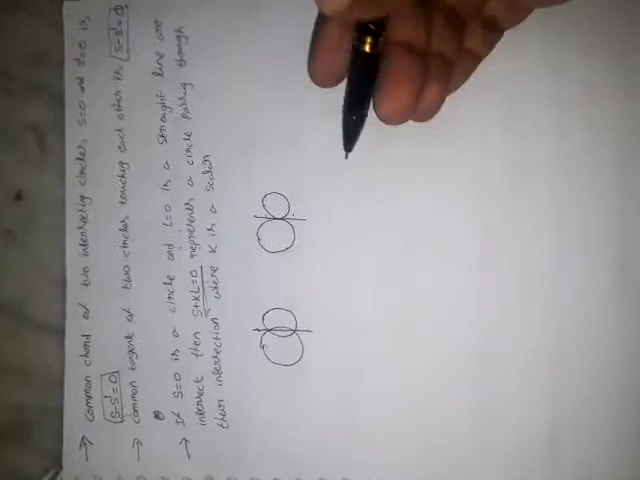 → Common chord of two intersecting circles S=0 and S'=0 is
S-S'=0
→ common tangent of two circles touching each other is S-S'=0
→ If S=0 is a circle and L=0 is a straight line are
intersect then S+KL=0 represents a circle passing through
their intersection where K is a scalar